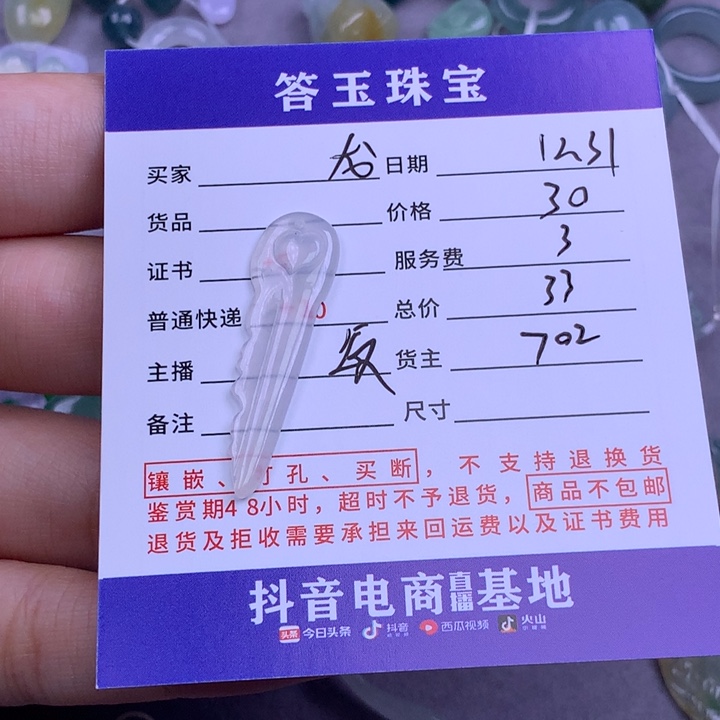 答玉珠宝
买家 龙 日期 1231
货品 价格 30
证书 服务费 3
普通快递 10 总价 33
主播 货主 702
备注 尺寸
镶嵌、打孔、买断，不支持退换货
鉴赏期48小时，超时不予退货，商品不包邮
退货及拒收需要承担来回运费以及证书费用
抖音电商直播基地
头条 今日头条 抖音 西瓜视频 火山